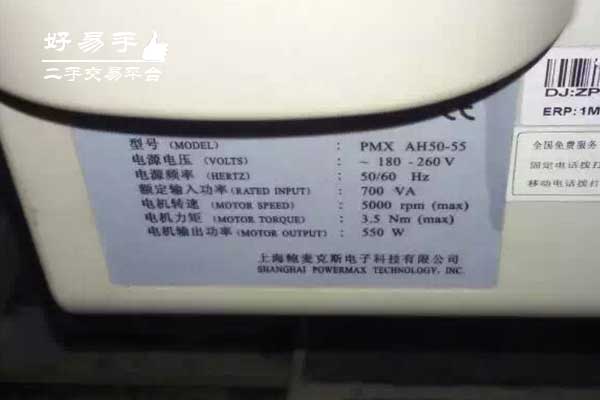 好易手
二手交易平台
DJ:ZP
ERP: 1M
全国免费服务
固定电话拨打
移动电话拨打
型号 (MODEL) : PMX AH50-55
电源电压 (VOLTS) : ~ 180 - 260 V
电源频率 (HERTZ) : 50/60 Hz
额定输入功率 (RATED INPUT) : 700 VA
电机转速 (MOTOR SPEED) : 5000 rpm (max)
电机力矩 (MOTOR TORQUE) : 3.5 Nm (max)
电机输出功率 (MOTOR OUTPUT) : 550 W
上海鲍麦克斯电子科技有限公司
SHANGHAI POWERMAX TECHNOLOGY, INC.